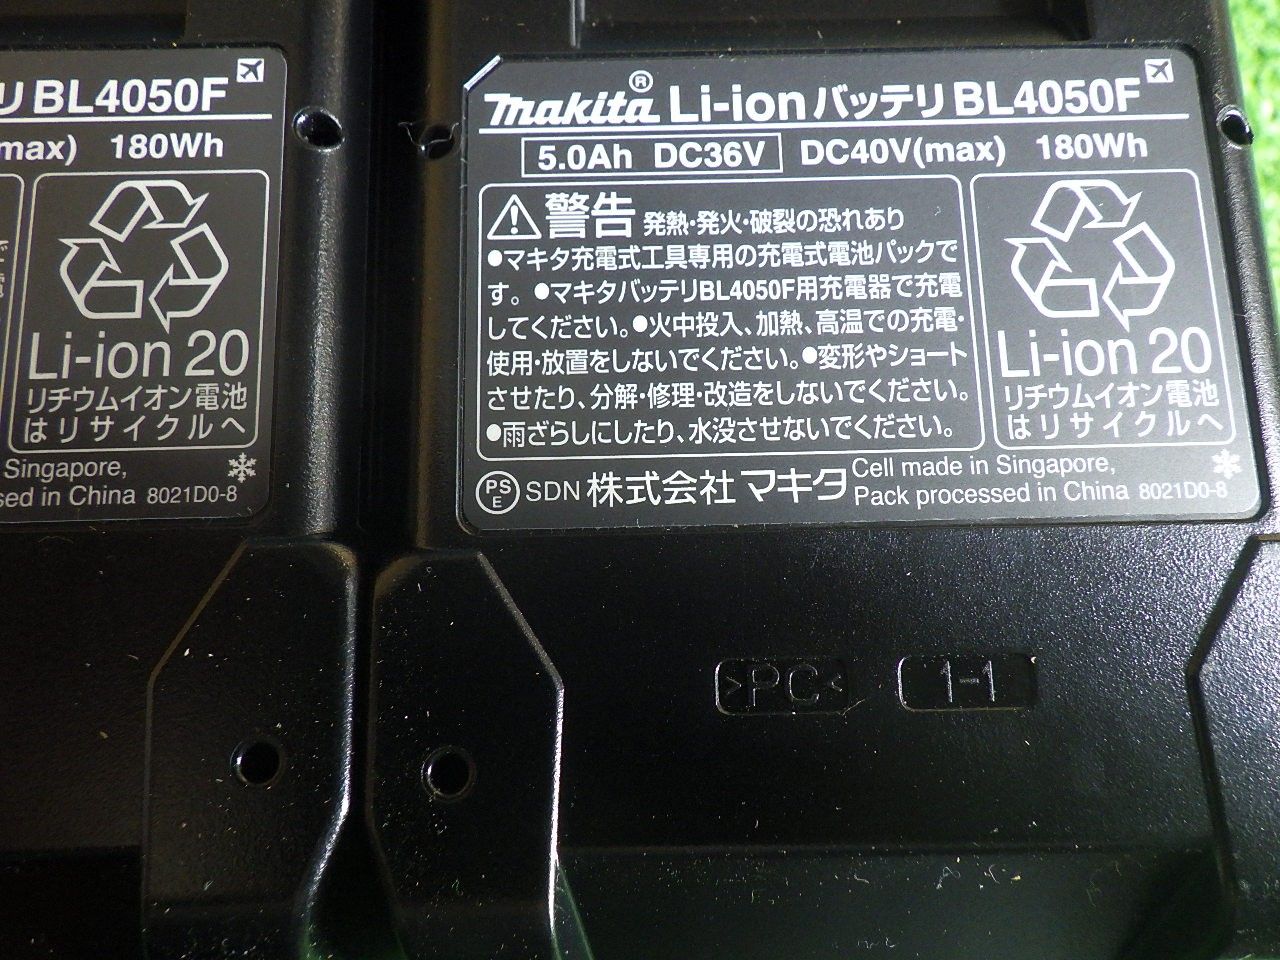 リ BL4050F
max) 180Wh
Li-ion 20
リチウムイオン電池
はリサイクルへ
Singapore,
sed in China 8021D0-8
makita® Li-ion バッテリ BL4050F
5.0Ah DC36V DC40V(max) 180Wh
警告 発熱・発火・破裂の恐れあり
●マキタ充電式工具専用の充電式電池パックで
す。●マキタバッテリBL4050F用充電器で充電
してください。●火中投入、加熱、高温での充電・
使用・放置をしないでください。●変形やショート
させたり、分解・修理・改造をしないでください。
●雨ざらしにしたり、水没させないでください。
Li-ion 20
リチウムイオン電池
はリサイクルへ
PS
E
SDN 株式会社 マキタ
Cell made in Singapore,
Pack processed in China 8021D0-8
>PC<
1-1